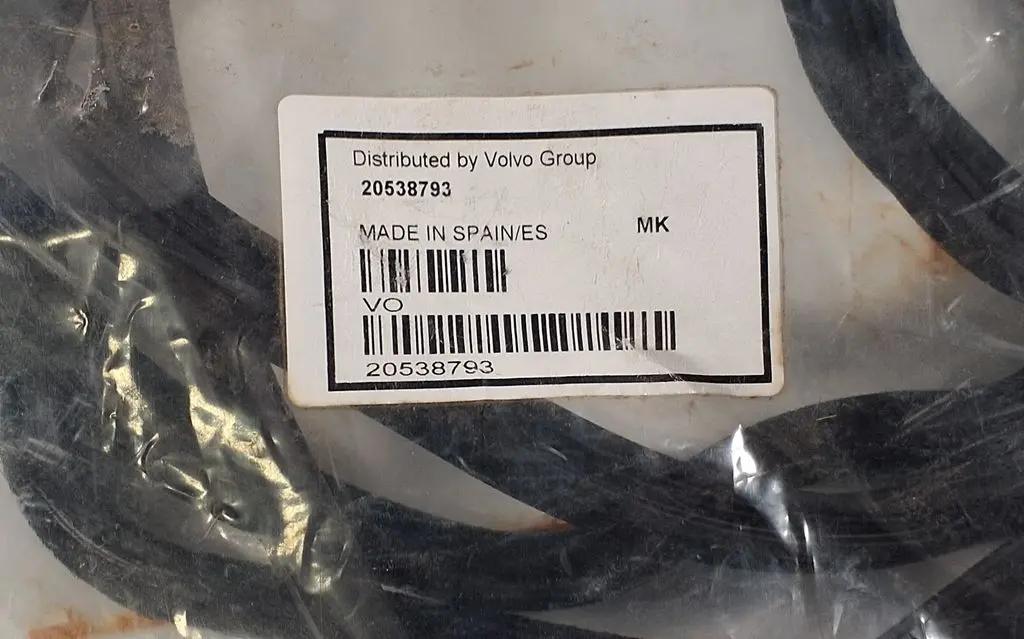 Distributed by Volvo Group
20538793
MADE IN SPAIN/ES MK
VO
20538793